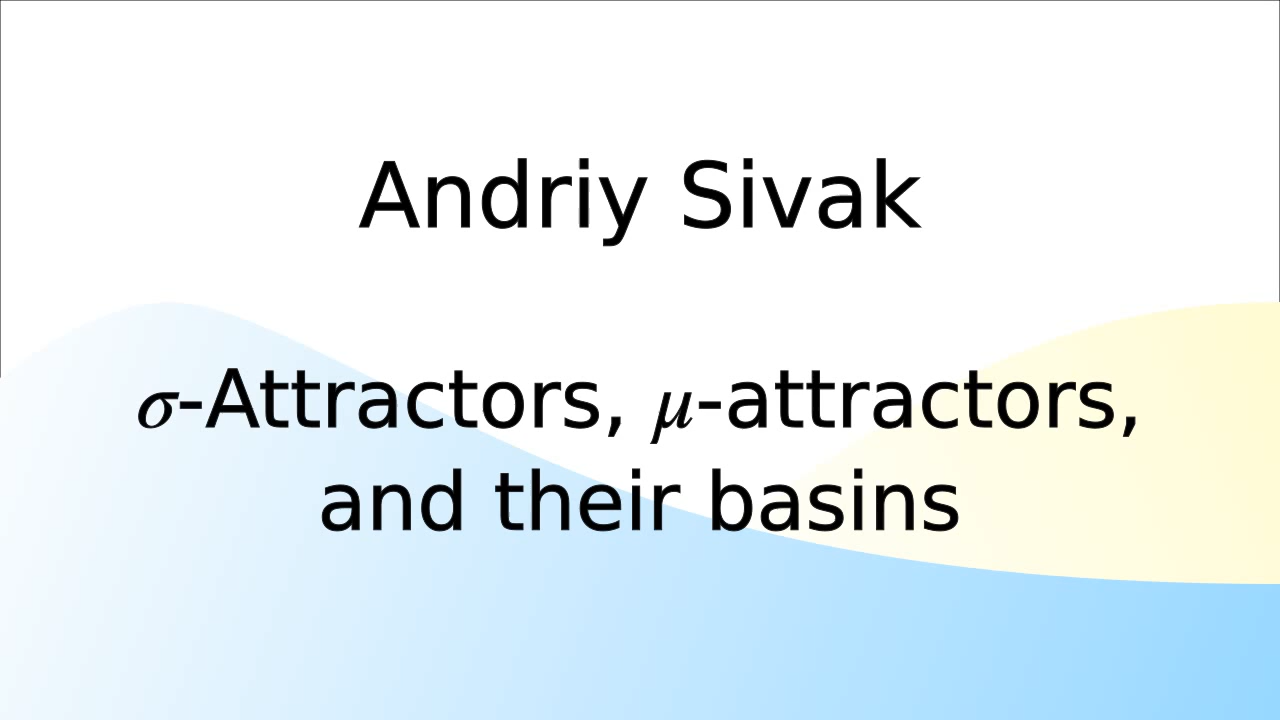 Andriy Sivak
σ-Attractors, μ-attractors,
and their basins